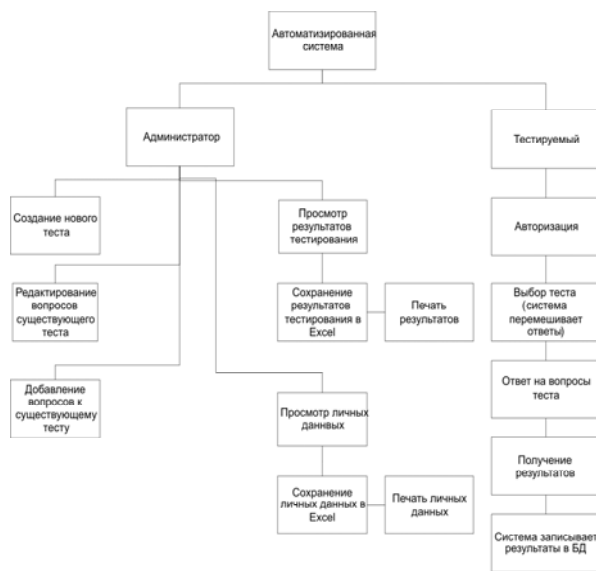 Автоматизированная
система
Администратор
Тестируемый
Создание нового
теста
Просмотр
результатов
тестирования
Авторизация
Редактирование
вопросов
существующего
теста
Сохранение
результатов
тестирования в
Excel
Печать
результатов
Выбор теста
(система
перемешивает
ответы)
Добавление
вопросов к
существующему
тесту
Просмотр личных
даннвых
Ответ на вопросы
теста
Получение
результатов
Сохранение
личных данных в
Excel
Печать личных
данных
Система записывает
результаты в БД